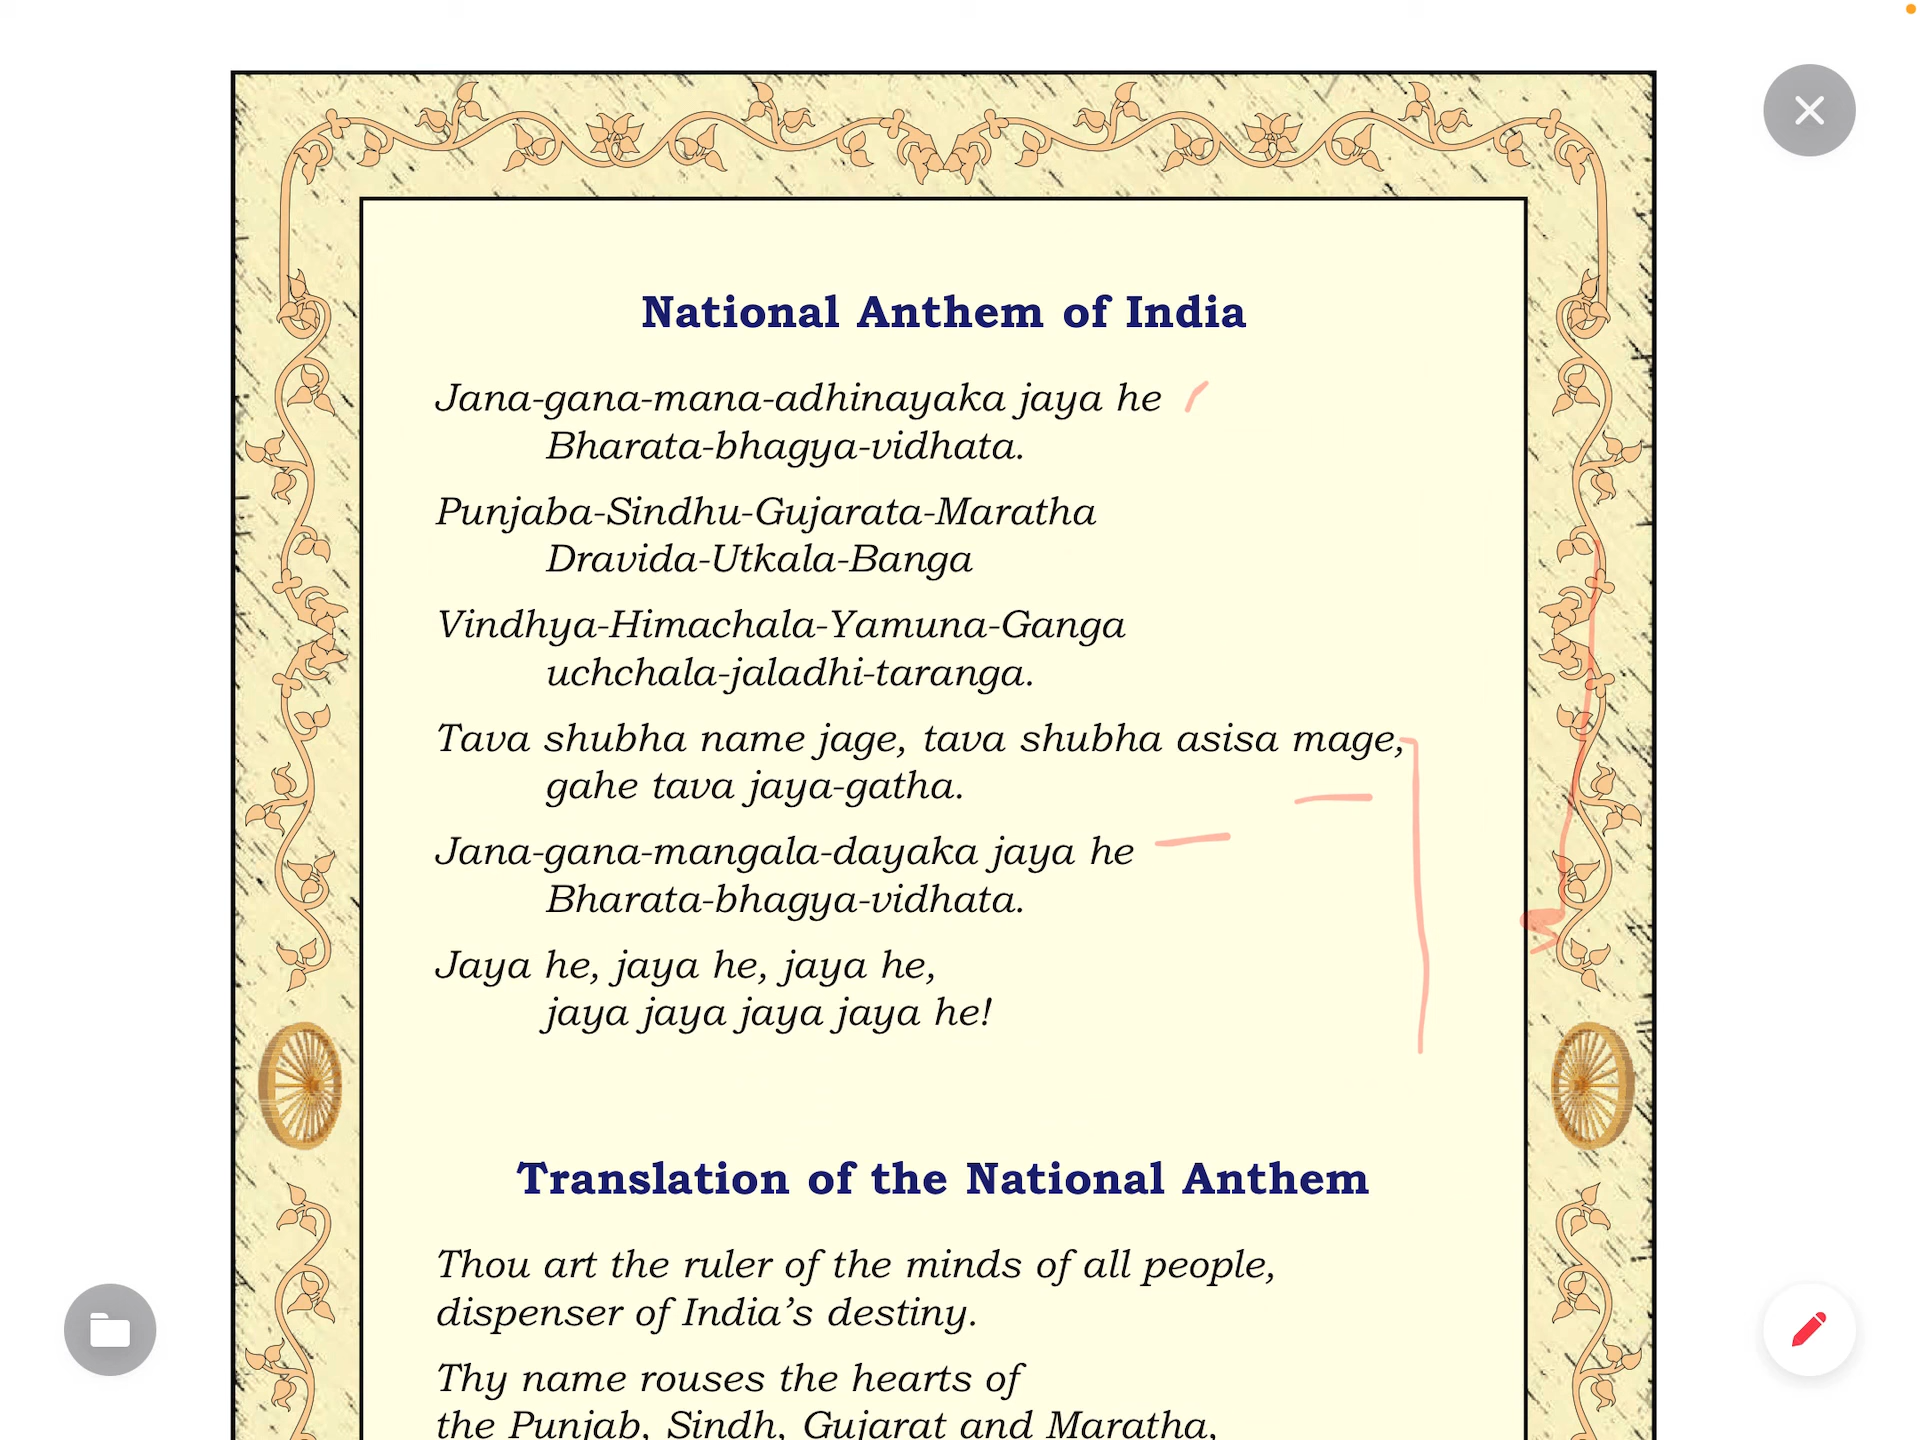 National Anthem of India
Jana-gana-mana-adhinayaka jaya he
Bharata-bhagya-vidhata.
Punjaba-Sindhu-Gujarata-Maratha
Dravida-Utkala-Banga
Vindhya-Himachala-Yamuna-Ganga
uchchala-jaladhi-taranga.
Tava shubha name jage, tava shubha asisa mage,
gahe tava jaya-gatha.
Jana-gana-mangala-dayaka jaya he
Bharata-bhagya-vidhata.
Jaya he, jaya he, jaya he,
jaya jaya jaya jaya he!
Translation of the National Anthem
Thou art the ruler of the minds of all people,
dispenser of India’s destiny.
Thy name rouses the hearts of
the Punjab, Sindh, Gujarat and Maratha,